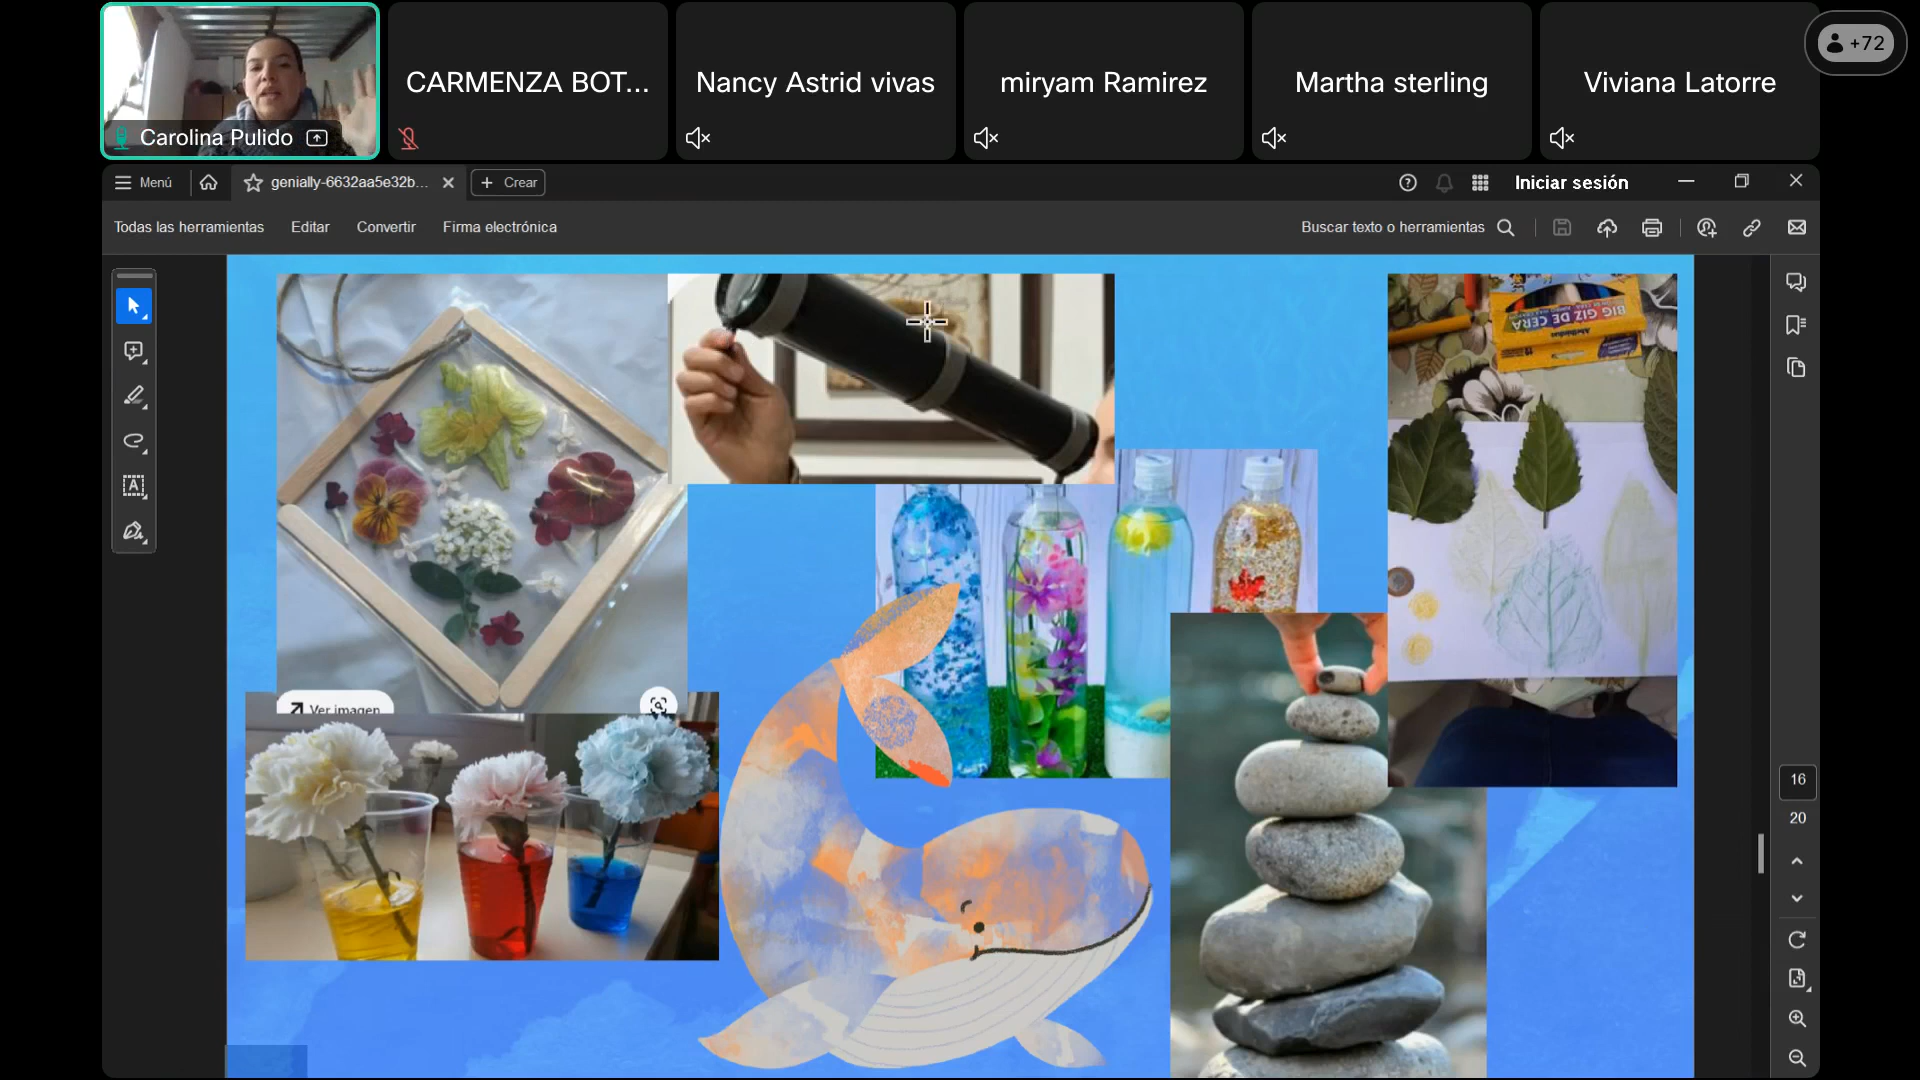 +72
CARMENZA BOT...
Nancy Astrid vivas
miryam Ramirez
Martha sterling
Viviana Latorre
Carolina Pulido
Menú
genially-6632aa5e32b...
+ Crear
Iniciar sesión
Todas las herramientas
Editar
Convertir
Firma electrónica
Buscar texto o herramientas
BIG GIZ DE CERA
Ver imagen
16
20